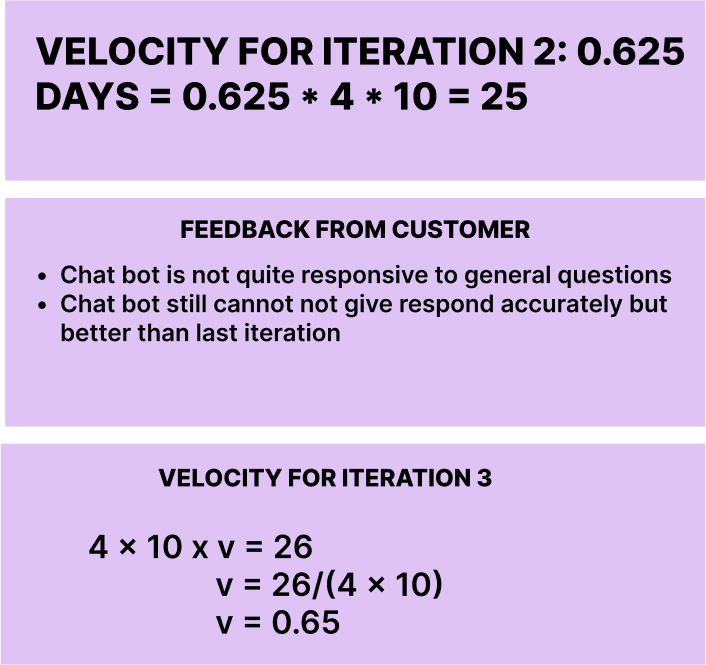 VELOCITY FOR ITERATION 2: 0.625
DAYS = 0.625 * 4 * 10 = 25
FEEDBACK FROM CUSTOMER
• Chat bot is not quite responsive to general questions
• Chat bot still cannot not give respond accurately but
better than last iteration
VELOCITY FOR ITERATION 3
4 × 10 x v = 26
v = 26/(4 × 10)
v = 0.65